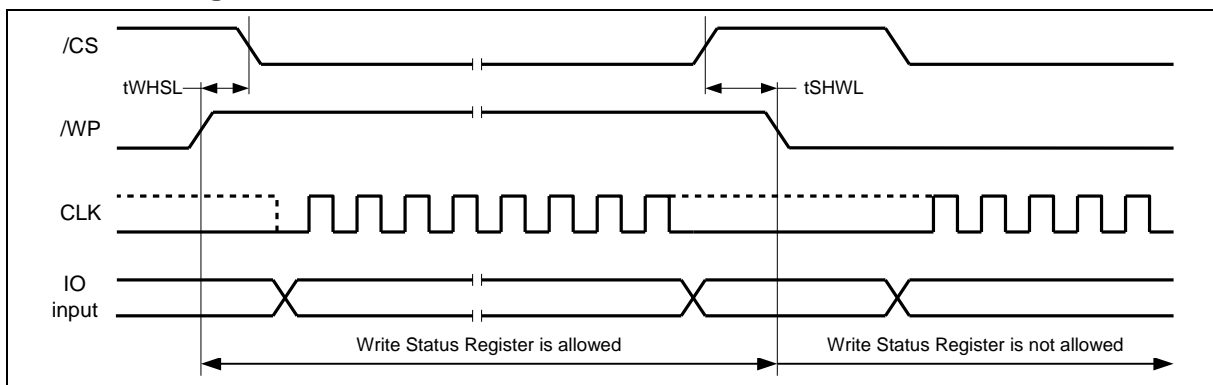 /CS
tWHSL
tSHWL
/WP
CLK
IO
input
Write Status Register is allowed
Write Status Register is not allowed